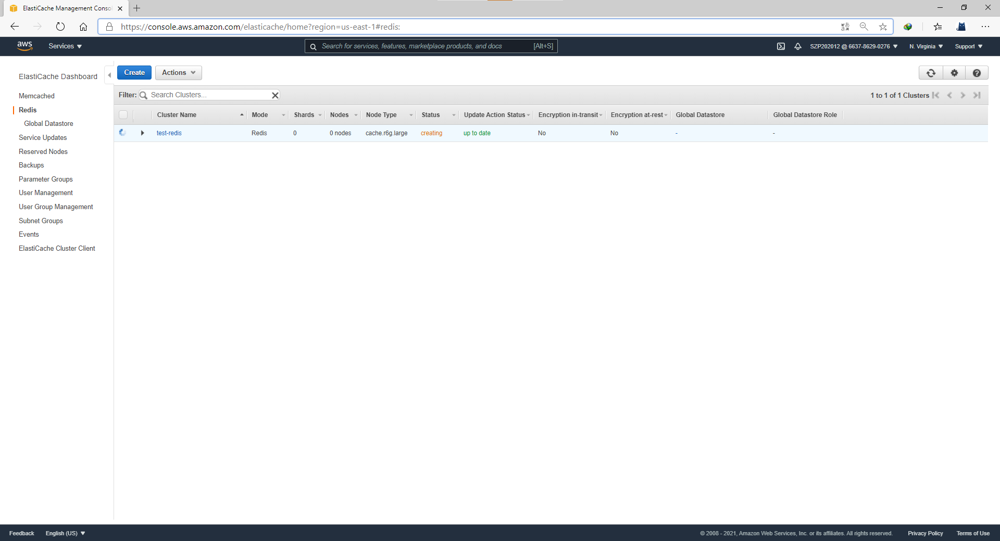 ElastiCache Management Conso
https://console.aws.amazon.com/elasticache/home?region=us-east-1#redis:
aws Services Search for services, features, marketplace products, and docs [Alt+S] SZP202012 @ 6637-8629-0276 N. Virginia Support
ElastiCache Dashboard
Memcached
Redis
Global Datastore
Service Updates
Reserved Nodes
Backups
Parameter Groups
User Management
User Group Management
Subnet Groups
Events
ElastiCache Cluster Client
Create Actions
Filter: Search Clusters... 1 to 1 of 1 Clusters
Cluster Name Mode Shards Nodes Node Type Status Update Action Status Encryption in-transit Encryption at-rest Global Datastore Global Datastore Role
test-redis Redis 0 0 nodes cache.r6g.large creating up to date No No - -
Feedback English (US) © 2008 - 2021, Amazon Web Services, Inc. or its affiliates. All rights reserved. Privacy Policy Terms of Use